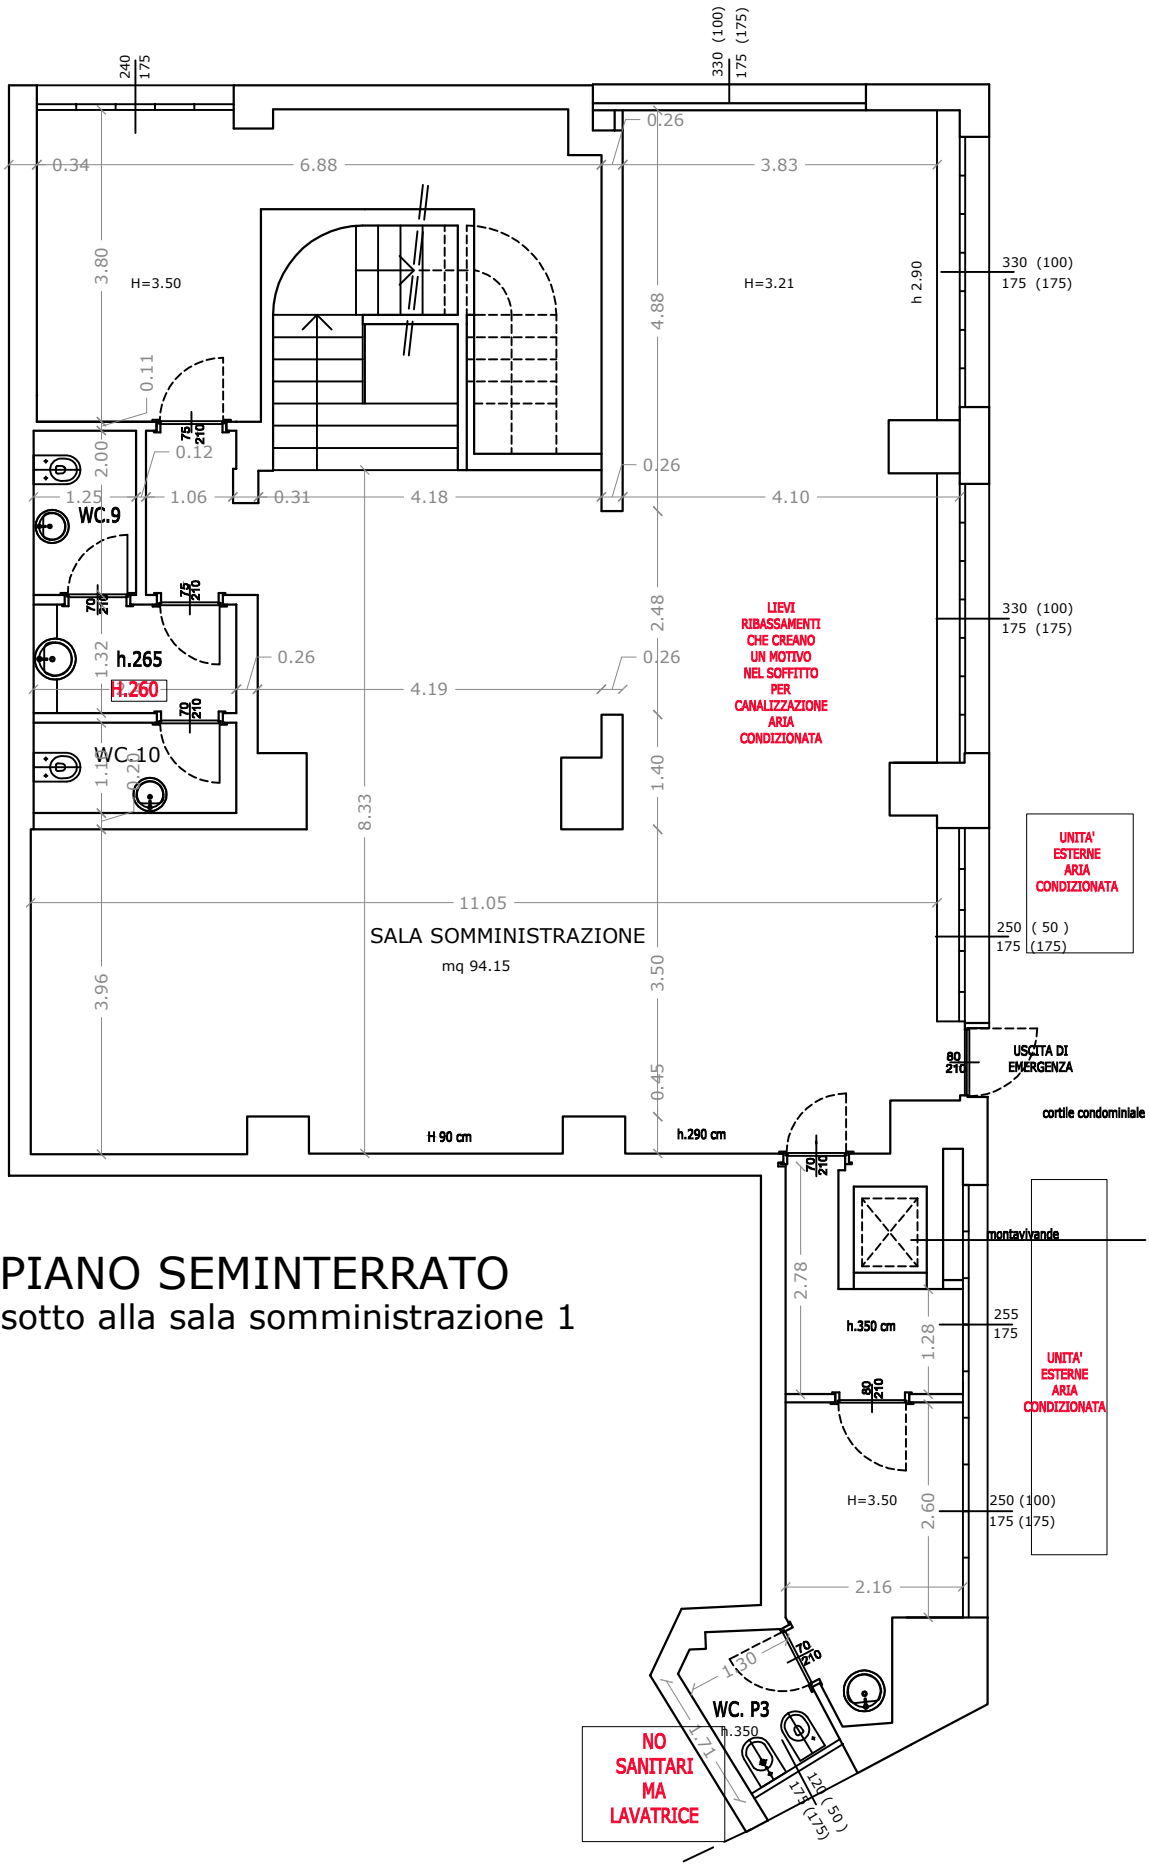 240
175
330 (100)
175 (175)
0.26
0.34
6.88
3.83
3.80
H=3.50
H=3.21
h 2.90
330 (100)
175 (175)
4.88
0.11
75
210
2.00
0.12
0.26
1.25
1.06
0.31
4.18
4.10
WC.9
70
210
75
210
LIEVI
RIBASSAMENTI
CHE CREANO
UN MOTIVO
NEL SOFFITTO
PER
CANALIZZAZIONE
ARIA
CONDIZIONATA
330 (100)
175 (175)
2.48
1.32
h.265
H.260
0.26
4.19
0.26
70
210
WC 10
1.10
0.20
8.33
1.40
UNITA'
ESTERNE
ARIA
CONDIZIONATA
11.05
SALA SOMMINISTRAZIONE
mq 94.15
250 ( 50 )
175 (175)
3.96
3.50
80
210
USCITA DI
EMERGENZA
0.45
cortile condominiale
H 90 cm
h.290 cm
70
210
montavivande
PIANO SEMINTERRATO
sotto alla sala somministrazione 1
2.78
h.350 cm
1.28
255
175
UNITA'
ESTERNE
ARIA
CONDIZIONATA
80
210
H=3.50
2.60
250 (100)
175 (175)
2.16
70
210
1.30
WC. P3
h.350
1.71
NO
SANITARI
MA
LAVATRICE
120 ( 50 )
175 (175)